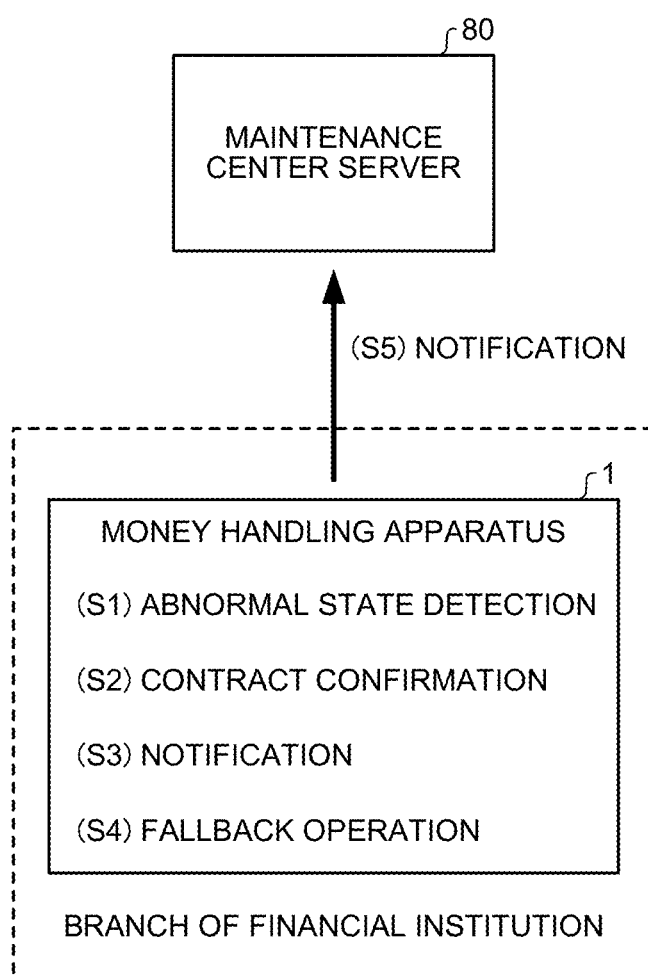 80
MAINTENANCE
CENTER SERVER
(S5) NOTIFICATION
1
MONEY HANDLING APPARATUS
(S1) ABNORMAL STATE DETECTION
(S2) CONTRACT CONFIRMATION
(S3) NOTIFICATION
(S4) FALLBACK OPERATION
BRANCH OF FINANCIAL INSTITUTION